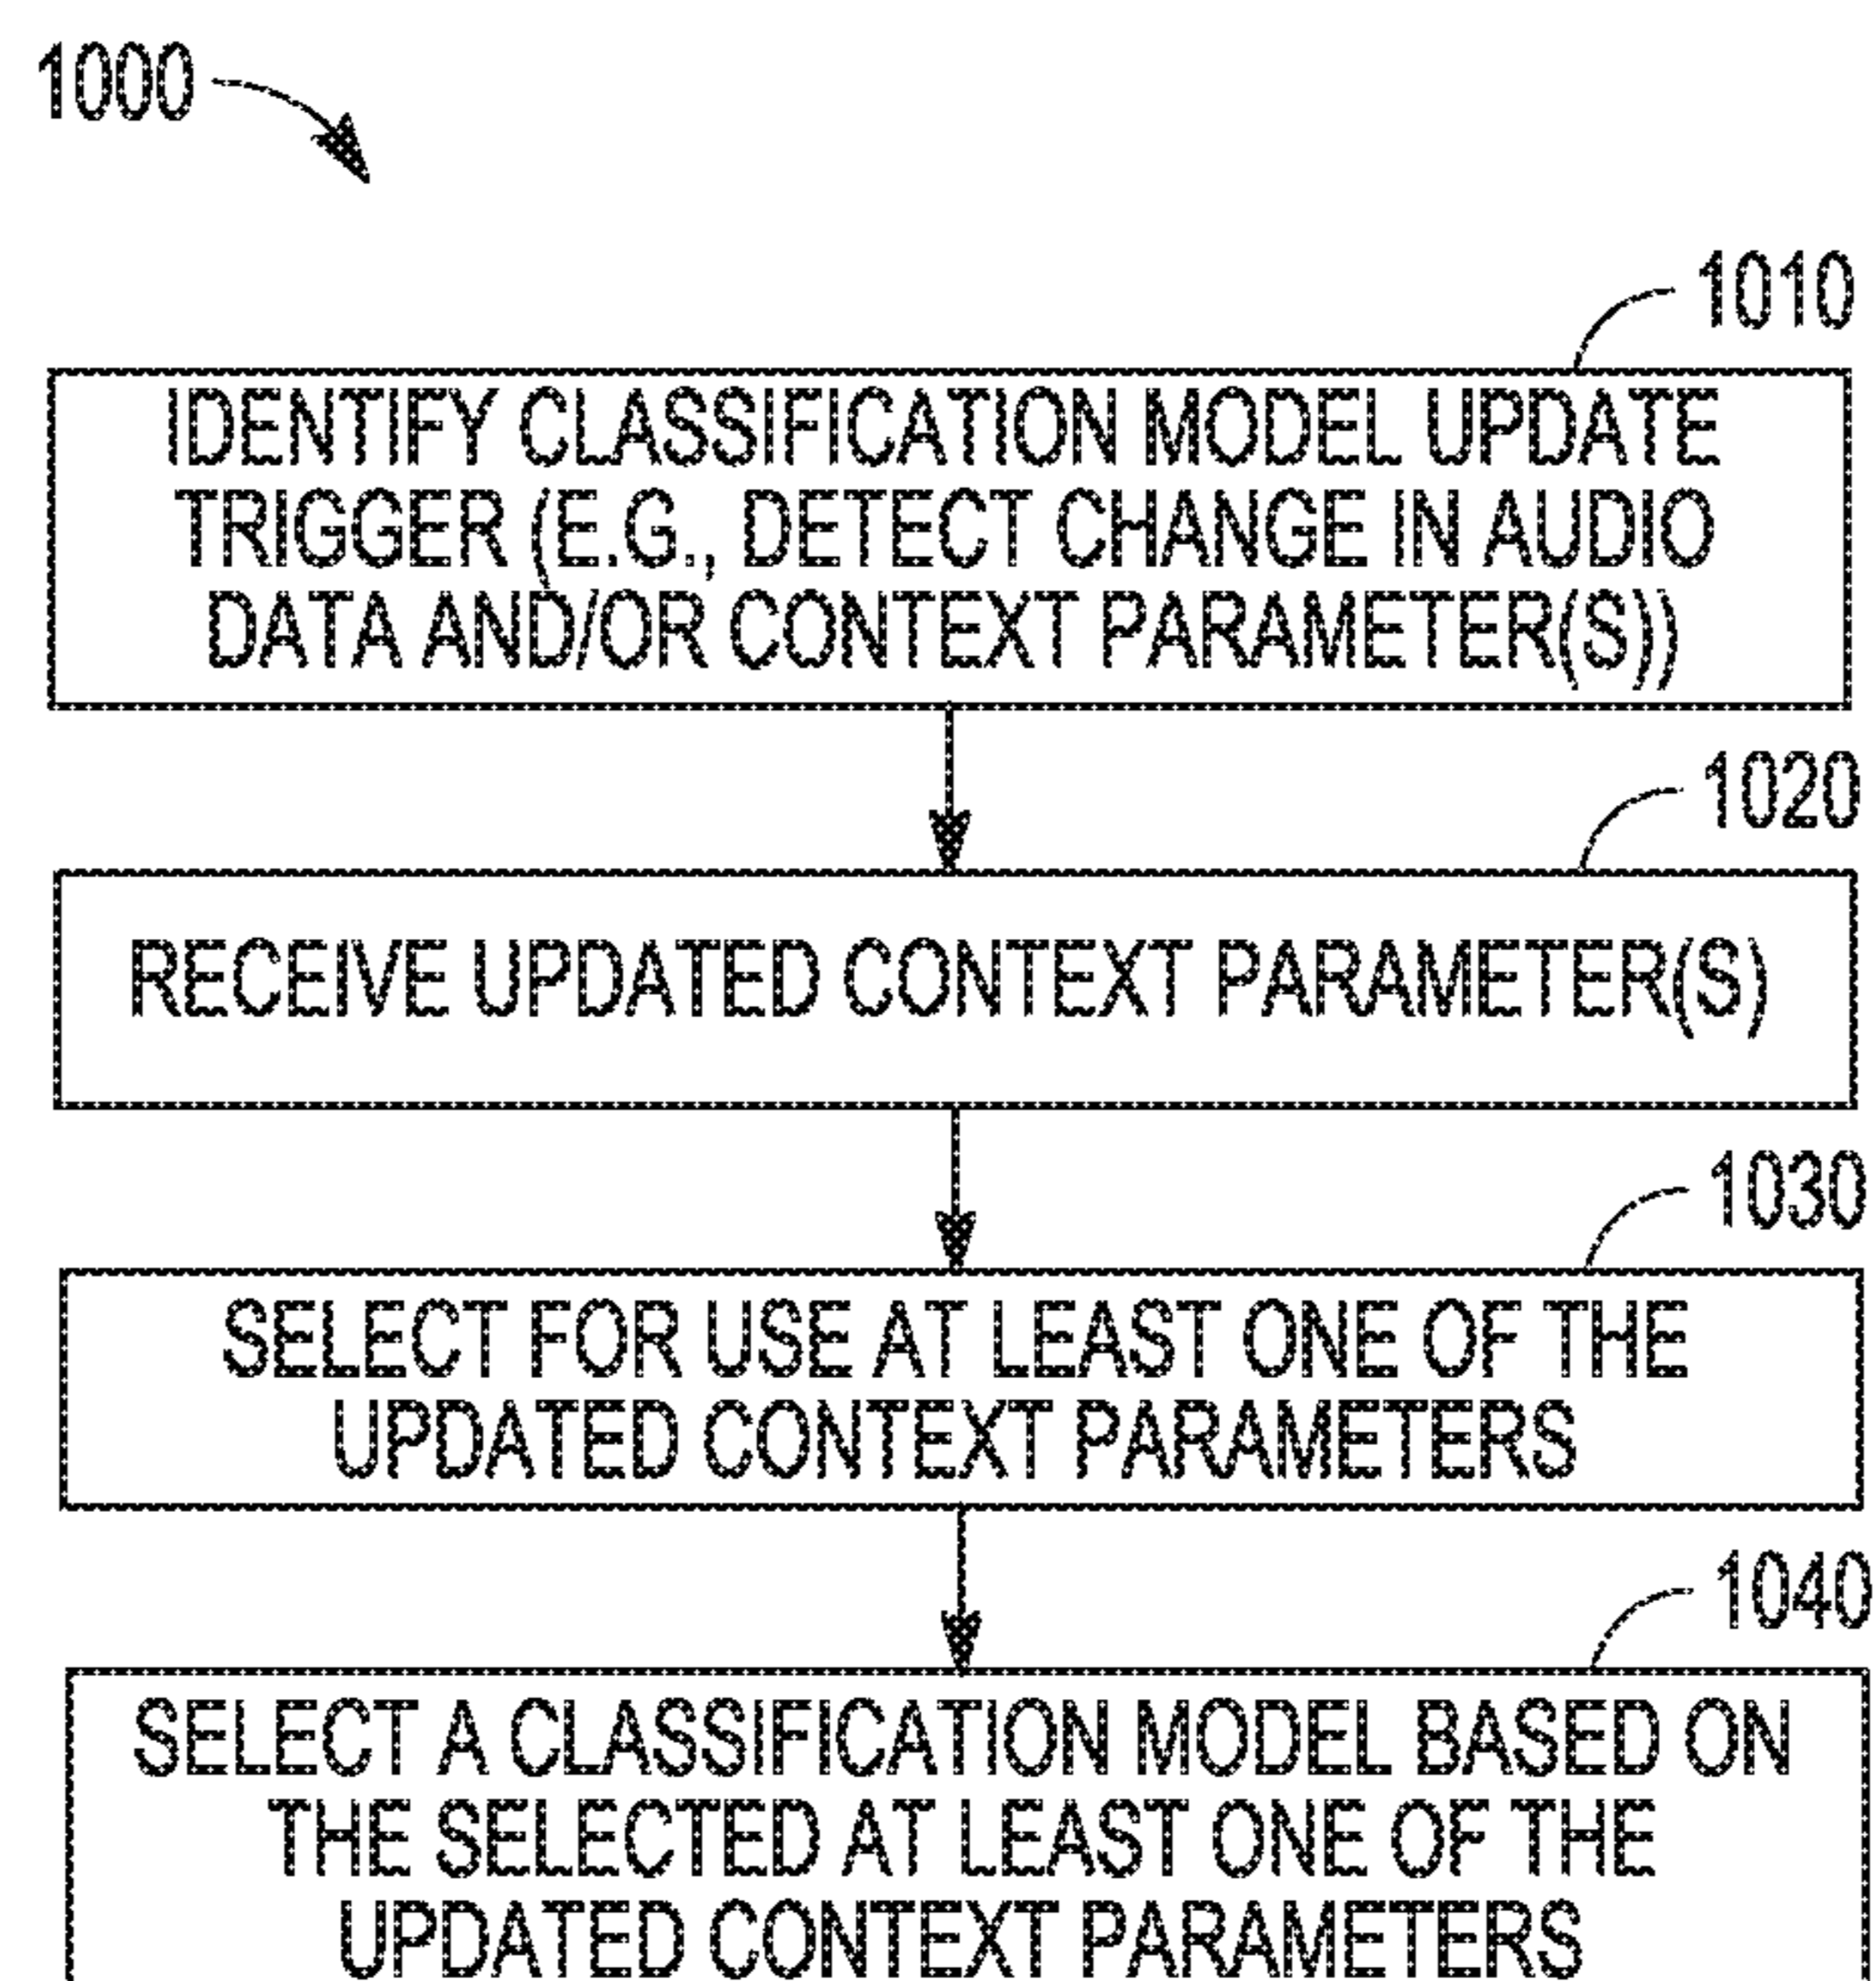 1000
1010
IDENTIFY CLASSIFICATION MODEL UPDATE
TRIGGER (E.G., DETECT CHANGE IN AUDIO
DATA AND/OR CONTEXT PARAMETER(S))
1020
RECEIVE UPDATED CONTEXT PARAMETER(S)
1030
SELECT FOR USE AT LEAST ONE OF THE
UPDATED CONTEXT PARAMETERS
1040
SELECT A CLASSIFICATION MODEL BASED ON
THE SELECTED AT LEAST ONE OF THE
UPDATED CONTEXT PARAMETERS